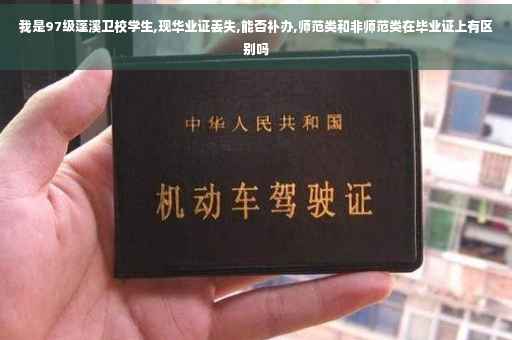 我是97级蓬溪卫校学生,现华业证丢失,能否补办,师范类和非师范类在毕业证上有区
别吗
中华人民共和国
机动车驾驶证